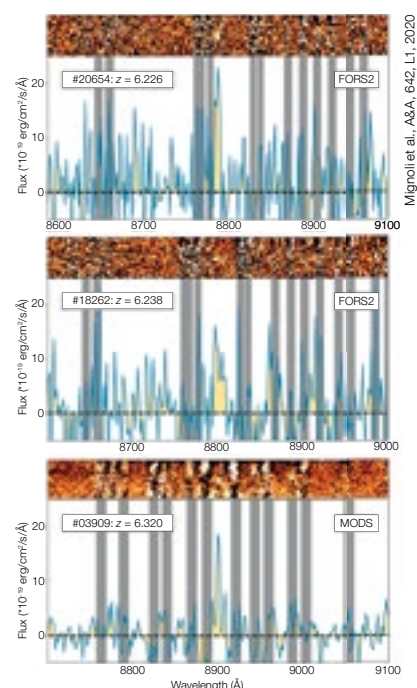 Mignoli et al., A&A, 642, L1, 2020
#20654: z = 6.226
FORS2
Flux (*10⁻¹⁹ erg/cm²/s/Å)
20
10
0
8600 8700 8800 8900 9100
#18262: z = 6.238
FORS2
Flux (*10⁻¹⁹ erg/cm²/s/Å)
20
10
0
8700 8800 8900 9000
#03909: z = 6.320
MODS
Flux (*10⁻¹⁹ erg/cm²/s/Å)
20
10
0
8800 8900 9000 9100
Wavelength (Å)